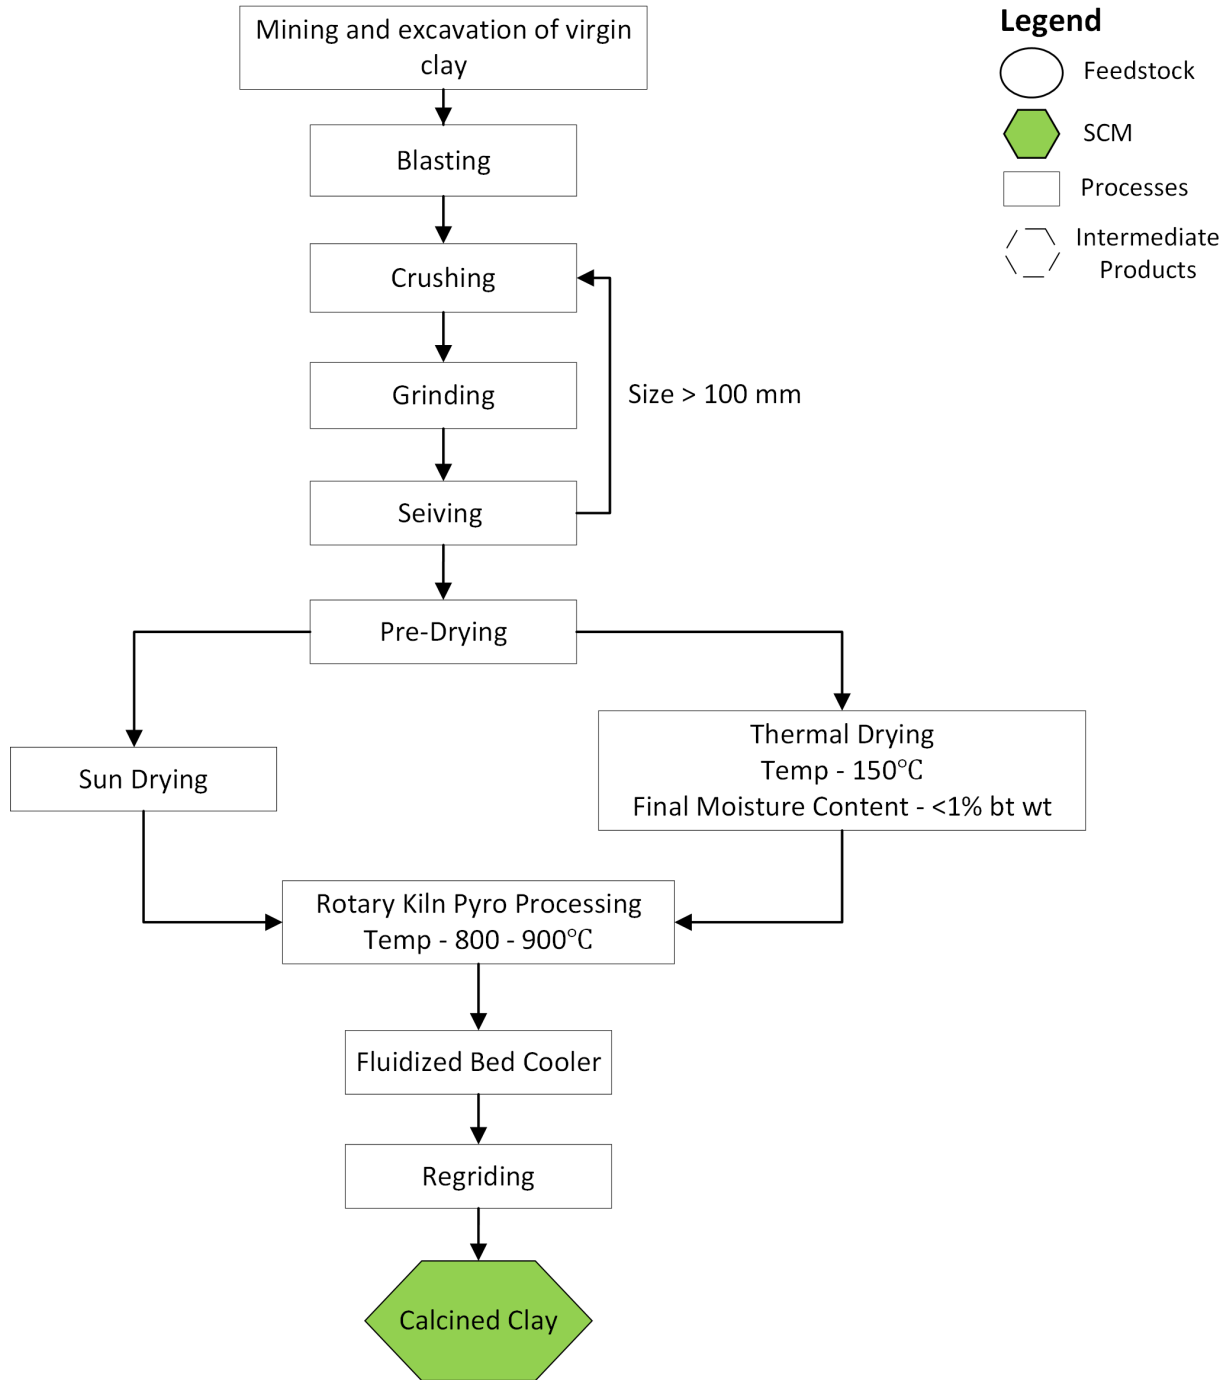 Mining and excavation of virgin
clay
Blasting
Crushing
Grinding
Size > 100 mm
Seiving
Pre-Drying
Sun Drying
Thermal Drying
Temp - 150℃
Final Moisture Content - <1% bt wt
Rotary Kiln Pyro Processing
Temp - 800 - 900℃
Fluidized Bed Cooler
Regriding
Calcined Clay
Legend
Feedstock
SCM
Processes
Intermediate
Products